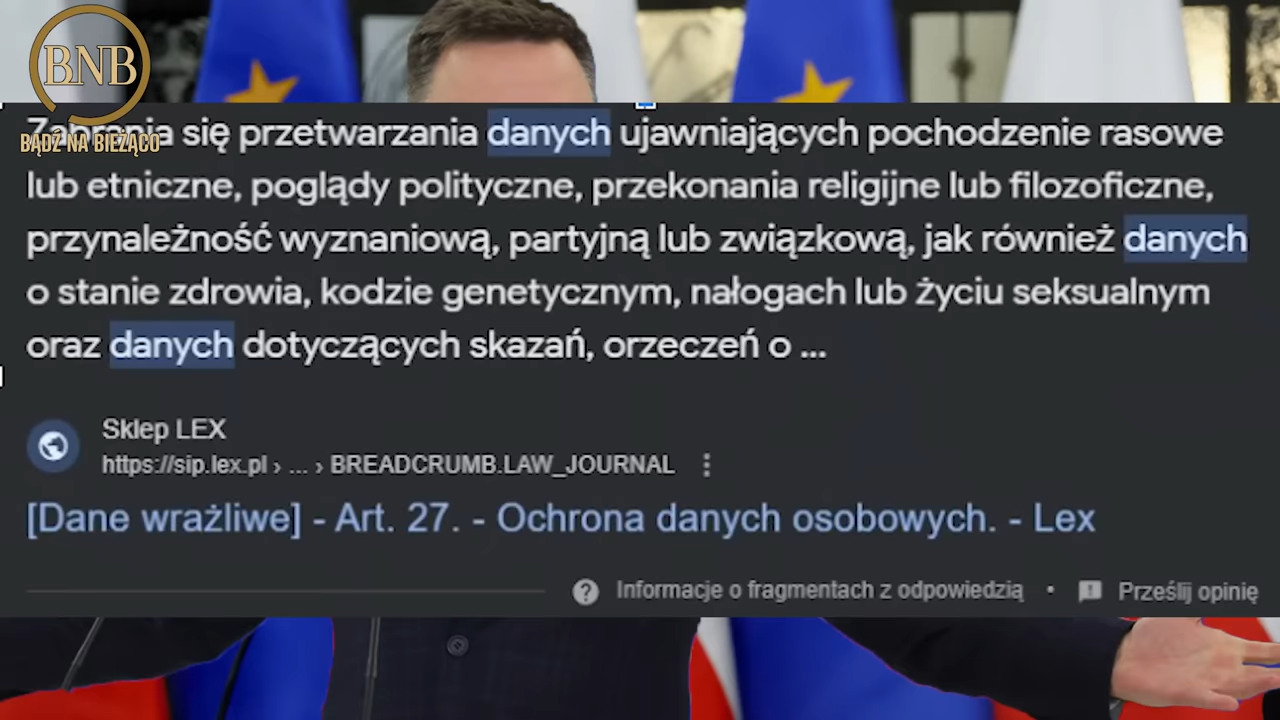 BNB
BĄDŹ NA BIEŻĄCO
się przetwarzania danych ujawniających pochodzenie rasowe
lub etniczne, poglądy polityczne, przekonania religijne lub filozoficzne,
przynależność wyznaniową, partyjną lub związkową, jak również danych
o stanie zdrowia, kodzie genetycznym, nałogach lub życiu seksualnym
oraz danych dotyczących skazań, orzeczeń o ...
Sklep LEX
https://sip.lex.pl › ... › BREADCRUMB.LAW_JOURNAL
[Dane wrażliwe] - Art. 27. - Ochrona danych osobowych. - Lex
Informacje o fragmentach z odpowiedzią • Prześlij opinię